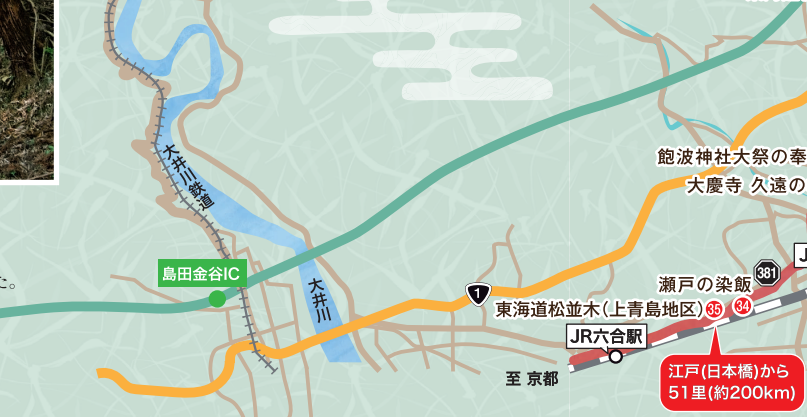 飽波神社大祭の奉
大慶寺 久遠の
大井川鉄道
島田金谷IC
た。
大井川
1
381
瀬戸の染飯
東海道松並木(上青島地区)
35
34
J
JR六合駅
至 京都
江戸(日本橋)から
51里(約200km)